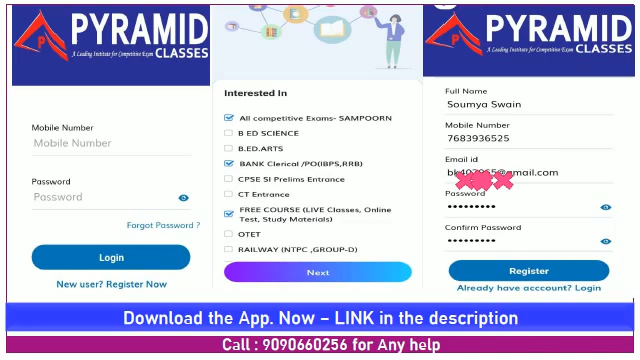 PYRAMID
CLASSES
A Leading Institute for Competitive Exam
Mobile Number
Mobile Number
Password
Password
Forgot Password ?
Login
New user? Register Now
Interested In
All competitive Exams- SAMPOORN
B ED SCIENCE
B.ED.ARTS
BANK Clerical /PO(IBPS,RRB)
CPSE SI Prelims Entrance
CT Entrance
FREE COURSE (LIVE Classes, Online
Test, Study Materials)
OTET
RAILWAY (NTPC ,GROUP-D)
Next
PYRAMID
CLASSES
A Leading Institute for Competitive Exam
Full Name
Soumya Swain
Mobile Number
7683936525
Email id
@gmail.com
Password
•••••••••
Confirm Password
•••••••••
Register
Already have acccount? Login
Download the App. Now – LINK in the description
Call : 9090660256 for Any help